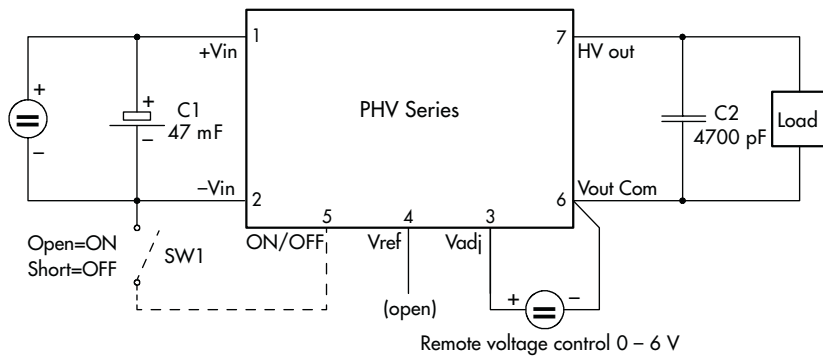 1
7
+Vin
HV out
+
+
C1
47 mF
PHV Series
C2
4700 pF
Load
=
–
–
–Vin
2
6
Vout Com
5
4
3
ON/OFF
Vref
Vadj
Open=ON
Short=OFF
SW1
(open)
+
=
–
Remote voltage control 0 – 6 V